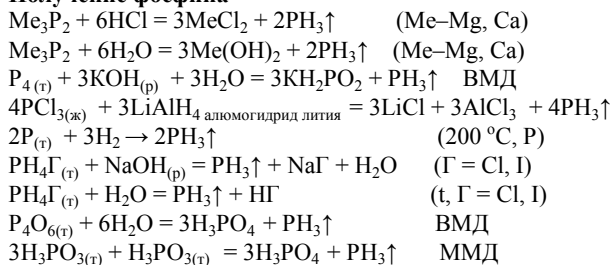 Получение фосфина
Me₃P₂ + 6HCl = 3MeCl₂ + 2PH₃↑ (Me–Mg, Ca)
Me₃P₂ + 6H₂O = 3Me(OH)₂ + 2PH₃↑ (Me–Mg, Ca)
P₄ (т) + 3KOH(р) + 3H₂O = 3KH₂PO₂ + PH₃↑ ВМД
4PCl₃(ж) + 3LiAlH₄ алюмогидрид лития = 3LiCl + 3AlCl₃ + 4PH₃↑
2P(т) + 3H₂ → 2PH₃↑ (200 °C, P)
PH₄Г(т) + NaOH(р) = PH₃↑ + NaГ + H₂O (Г = Cl, I)
PH₄Г(т) + H₂O = PH₃↑ + HГ (t, Г = Cl, I)
P₄O₆(т) + 6H₂O = 3H₃PO₄ + PH₃↑ ВМД
3H₃PO₃(т) + H₃PO₃(т) = 3H₃PO₄ + PH₃↑ ММД